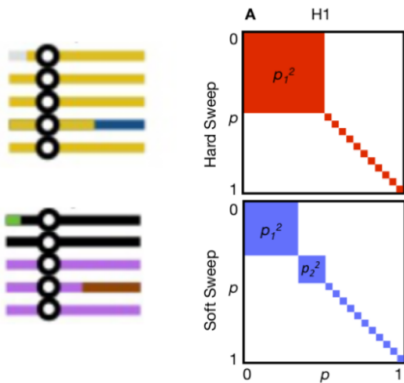 A H1
0
p₁²
Hard Sweep
p
1
0
p₁²
p₂²
Soft Sweep
p
1
0 p 1